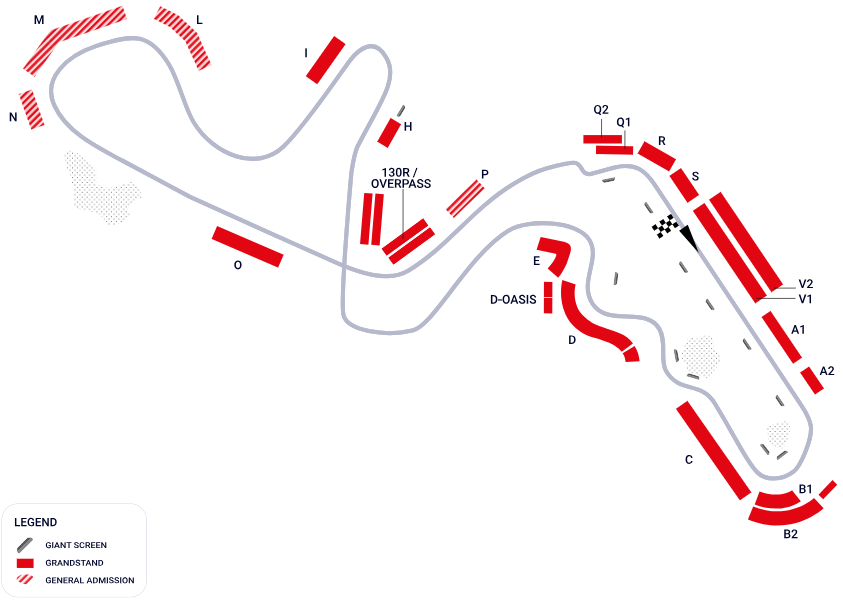 M
L
I
N
H
Q2
Q1
R
S
130R /
OVERPASS
P
O
E
D-OASIS
D
V2
V1
A1
A2
C
B1
B2
LEGEND
GIANT SCREEN
GRANDSTAND
GENERAL ADMISSION